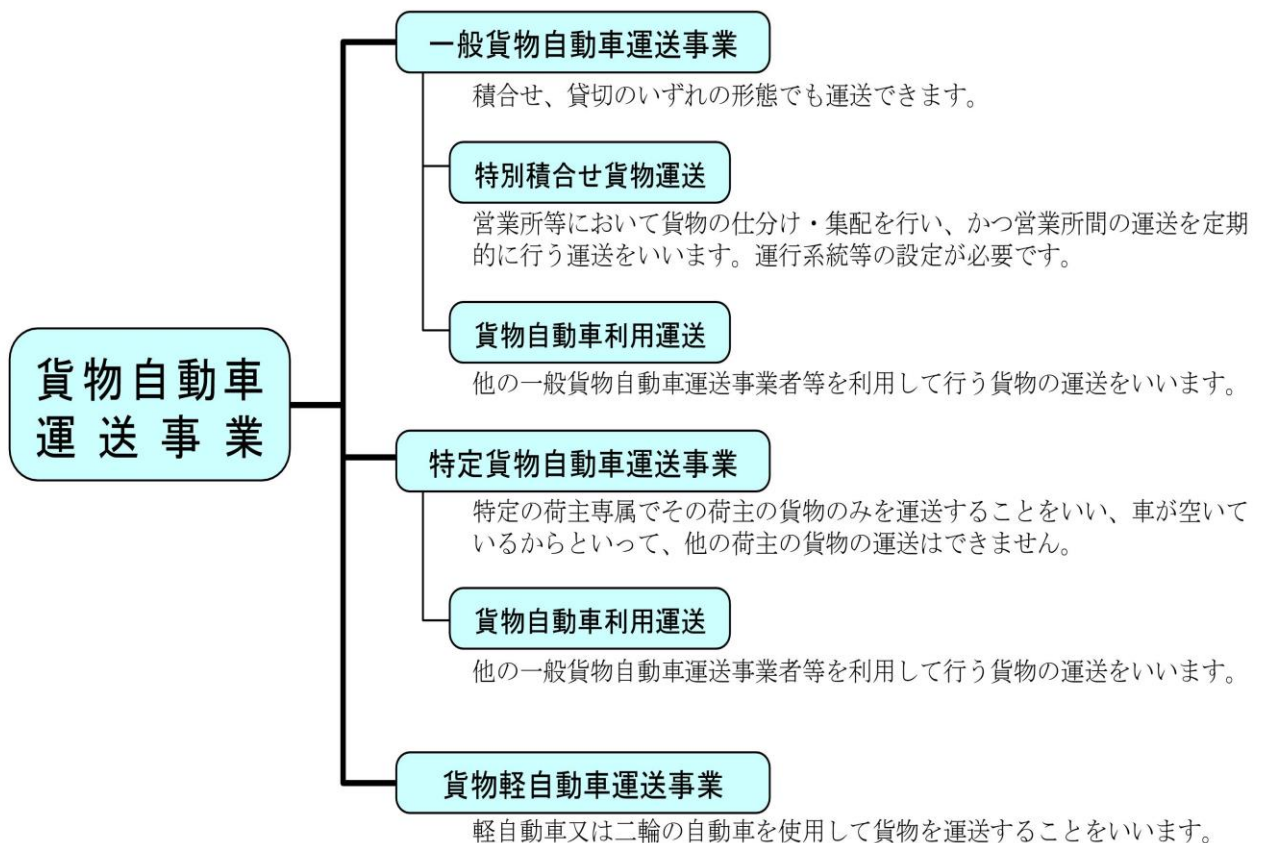 一般貨物自動車運送事業
積合せ、貸切のいずれの形態でも運送できます。
特別積合せ貨物運送
営業所等において貨物の仕分け・集配を行い、かつ営業所間の運送を定期
的に行う運送をいいます。運行系統等の設定が必要です。
貨物自動車利用運送
他の一般貨物自動車運送事業者等を利用して行う貨物の運送をいいます。
貨物自動車
運送事業
特定貨物自動車運送事業
特定の荷主専属でその荷主の貨物のみを運送することをいい、車が空いて
いるからといって、他の荷主の貨物の運送はできません。
貨物自動車利用運送
他の一般貨物自動車運送事業者等を利用して行う貨物の運送をいいます。
貨物軽自動車運送事業
軽自動車又は二輪の自動車を使用して貨物を運送することをいいます。